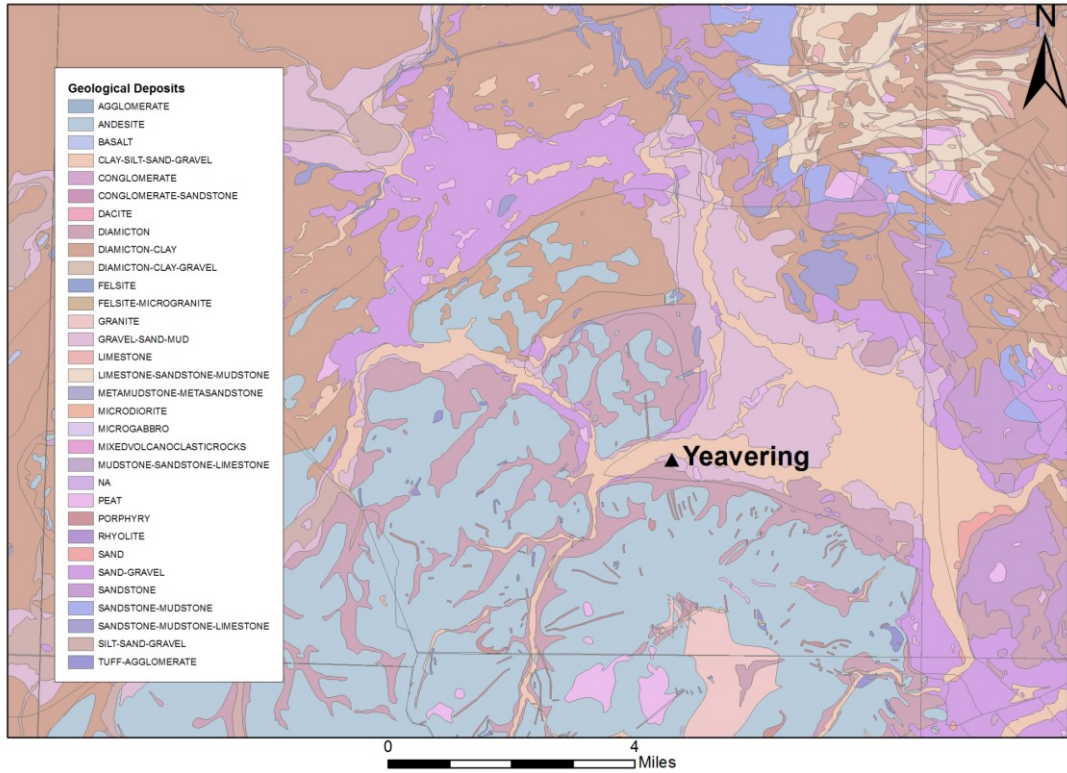 N
Geological Deposits
AGGLOMERATE
ANDESITE
BASALT
CLAY-SILT-SAND-GRAVEL
CONGLOMERATE
CONGLOMERATE-SANDSTONE
DACITE
DIAMICTON
DIAMICTON-CLAY
DIAMICTON-CLAY-GRAVEL
FELSITE
FELSITE-MICROGRANITE
GRANITE
GRAVEL-SAND-MUD
LIMESTONE
LIMESTONE-SANDSTONE-MUDSTONE
METAMUDSTONE-METASANDSTONE
MICRODIORITE
MICROGABBRO
MIXEDVOLCANOCLASTICROCKS
MUDSTONE-SANDSTONE-LIMESTONE
NA
PEAT
PORPHYRY
RHYOLITE
SAND
SAND-GRAVEL
SANDSTONE
SANDSTONE-MUDSTONE
SANDSTONE-MUDSTONE-LIMESTONE
SILT-SAND-GRAVEL
TUFF-AGGLOMERATE
Yeavering
0 4
Miles